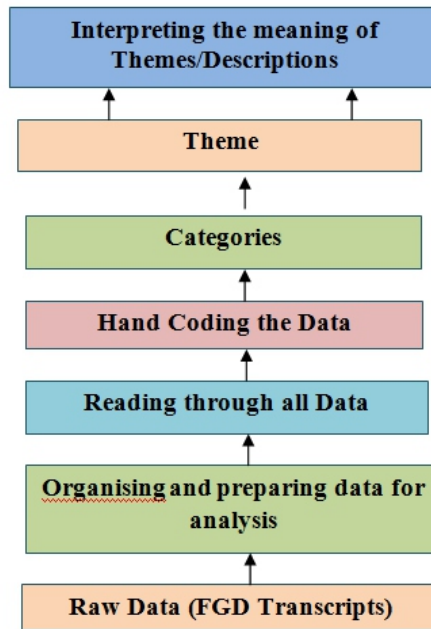 Interpreting the meaning of
Themes/Descriptions
Theme
Categories
Hand Coding the Data
Reading through all Data
Organising and preparing data for
analysis
Raw Data (FGD Transcripts)